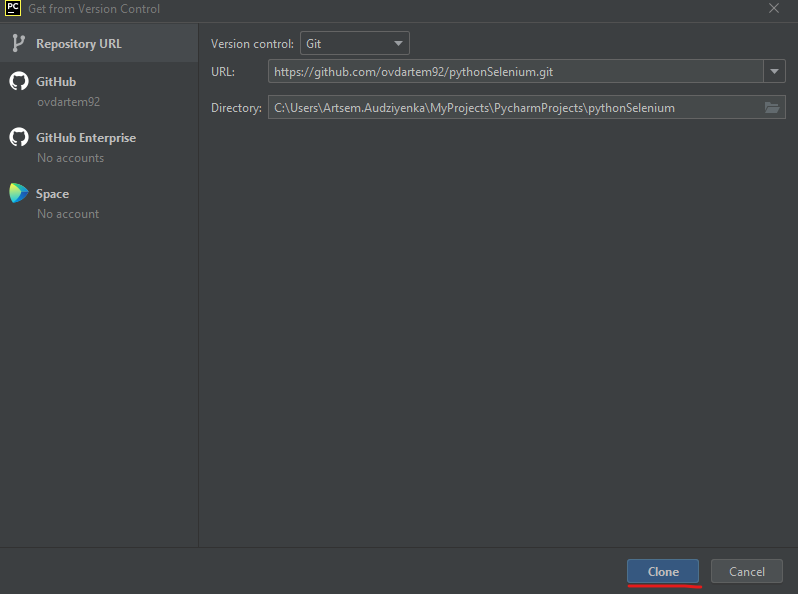 PC Get from Version Control
Repository URL
GitHub
ovdartem92
GitHub Enterprise
No accounts
Space
No account
Version control: Git
URL: https://github.com/ovdartem92/pythonSelenium.git
Directory: C:\Users\Artsem.Audziyenka\MyProjects\PycharmProjects\pythonSelenium
Clone Cancel